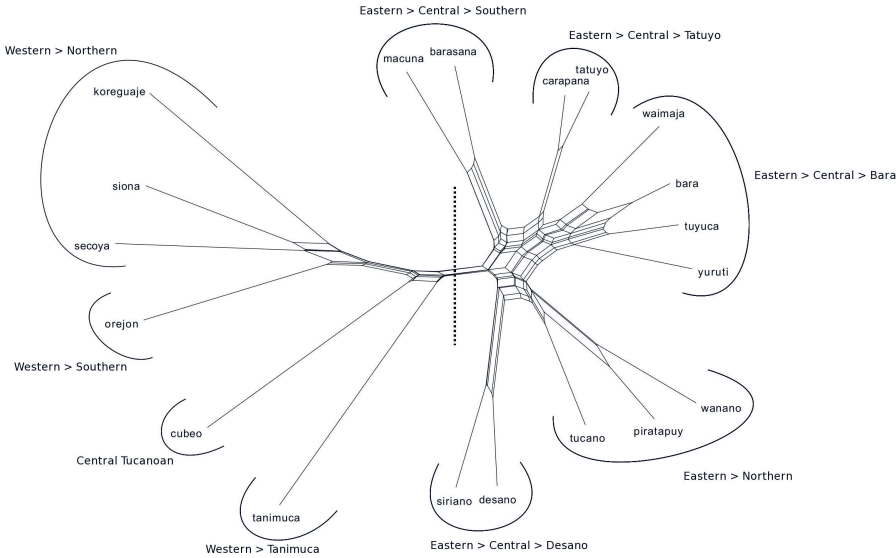 Eastern > Central > Southern
Eastern > Central > Tatuyo
Western > Northern
macuna
barasana
tatuyo
carapana
koreguaje
waimaja
Eastern > Central > Bara
siona
bara
tuyuca
secoya
yuruti
orejon
Western > Southern
wanano
cubeo
piratapuy
tucano
Central Tucanoan
Eastern > Northern
siriano
desano
tanimuca
Western > Tanimuca
Eastern > Central > Desano